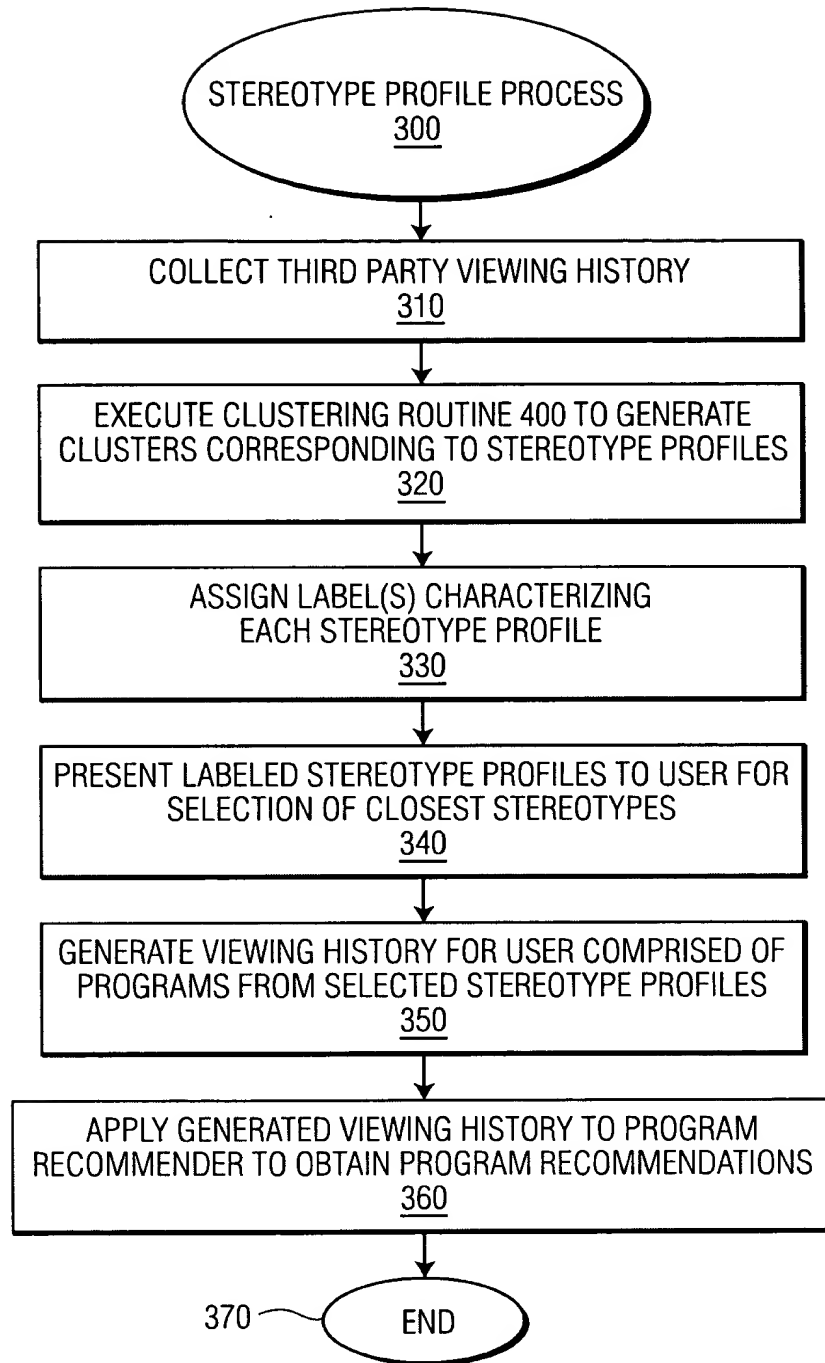 STEREOTYPE PROFILE PROCESS
300
COLLECT THIRD PARTY VIEWING HISTORY
310
EXECUTE CLUSTERING ROUTINE 400 TO GENERATE
CLUSTERS CORRESPONDING TO STEREOTYPE PROFILES
320
ASSIGN LABEL(S) CHARACTERIZING
EACH STEREOTYPE PROFILE
330
PRESENT LABELED STEREOTYPE PROFILES TO USER FOR
SELECTION OF CLOSEST STEREOTYPES
340
GENERATE VIEWING HISTORY FOR USER COMPRISED OF
PROGRAMS FROM SELECTED STEREOTYPE PROFILES
350
APPLY GENERATED VIEWING HISTORY TO PROGRAM
RECOMMENDER TO OBTAIN PROGRAM RECOMMENDATIONS
360
370 END